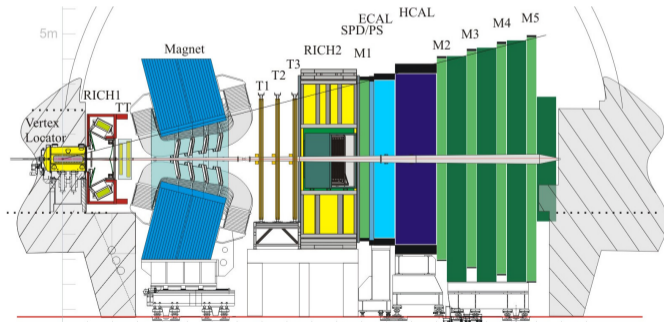 5m
Vertex
Locator
RICH1
TT
Magnet
T1
T2
T3
RICH2
M1
SPD/PS
ECAL
HCAL
M2
M3
M4
M5